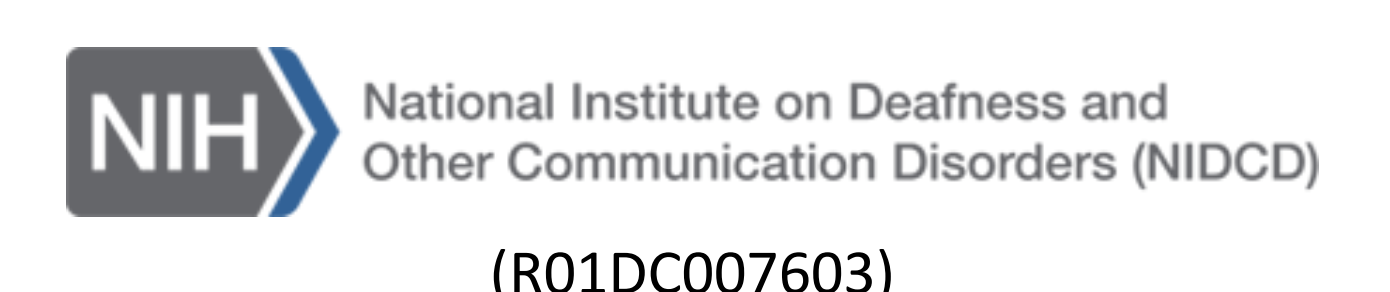 NIH
National Institute on Deafness and
Other Communication Disorders (NIDCD)
(R01DC007603)